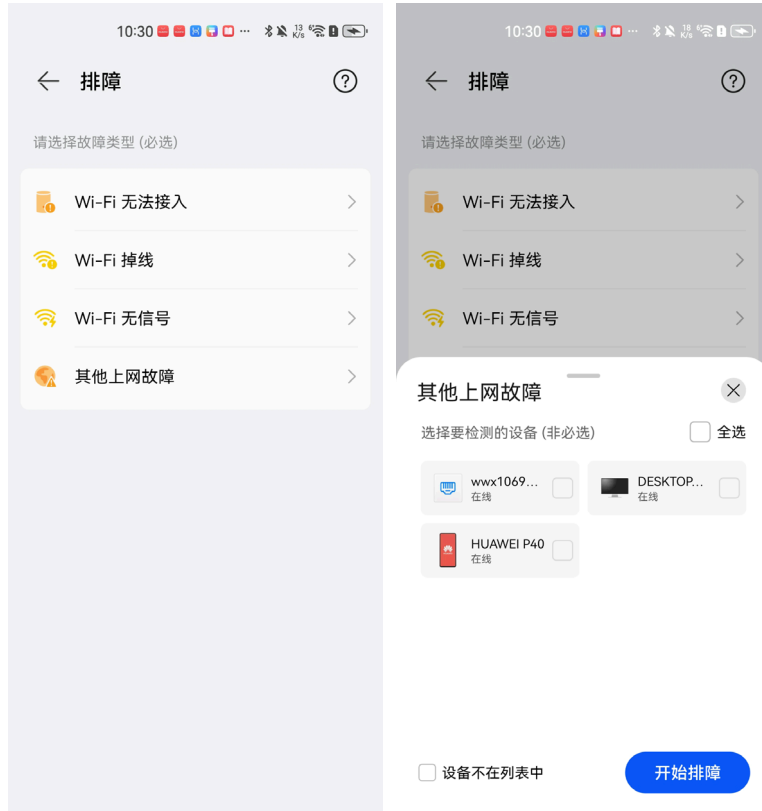 10:30
13
K/s
排障
请选择故障类型 (必选)
Wi-Fi 无法接入
Wi-Fi 掉线
Wi-Fi 无信号
其他上网故障
10:30
18
K/s
排障
请选择故障类型 (必选)
Wi-Fi 无法接入
Wi-Fi 掉线
Wi-Fi 无信号
其他上网故障
选择要检测的设备 (非必选)
全选
wwx1069...
在线
DESKTOP...
在线
HUAWEI P40
在线
设备不在列表中
开始排障